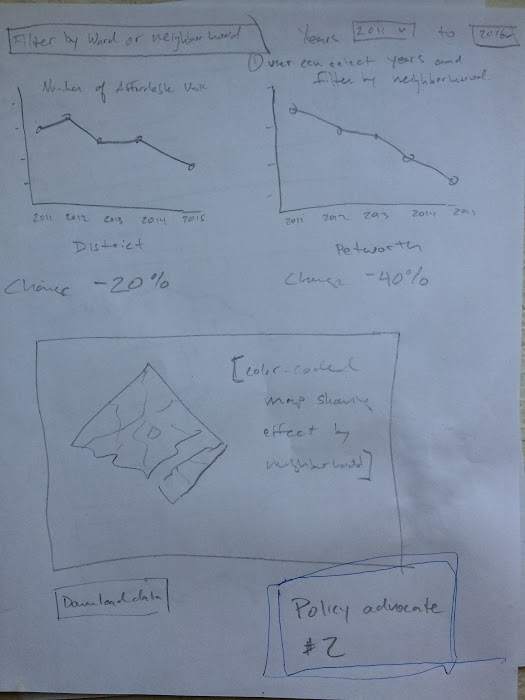 Filter by Ward or neighborhood
Years 2011 to 2015
① user can select years and
filter by neighborhood
Number of Affordable Units
2011 2012 2013 2014 2015
District
Change -20%
2011 2012 2013 2014 2015
Petworth
Change -40%
[color-coded
map showing
effect by
neighborhood]
Download data
Policy advocate
#2